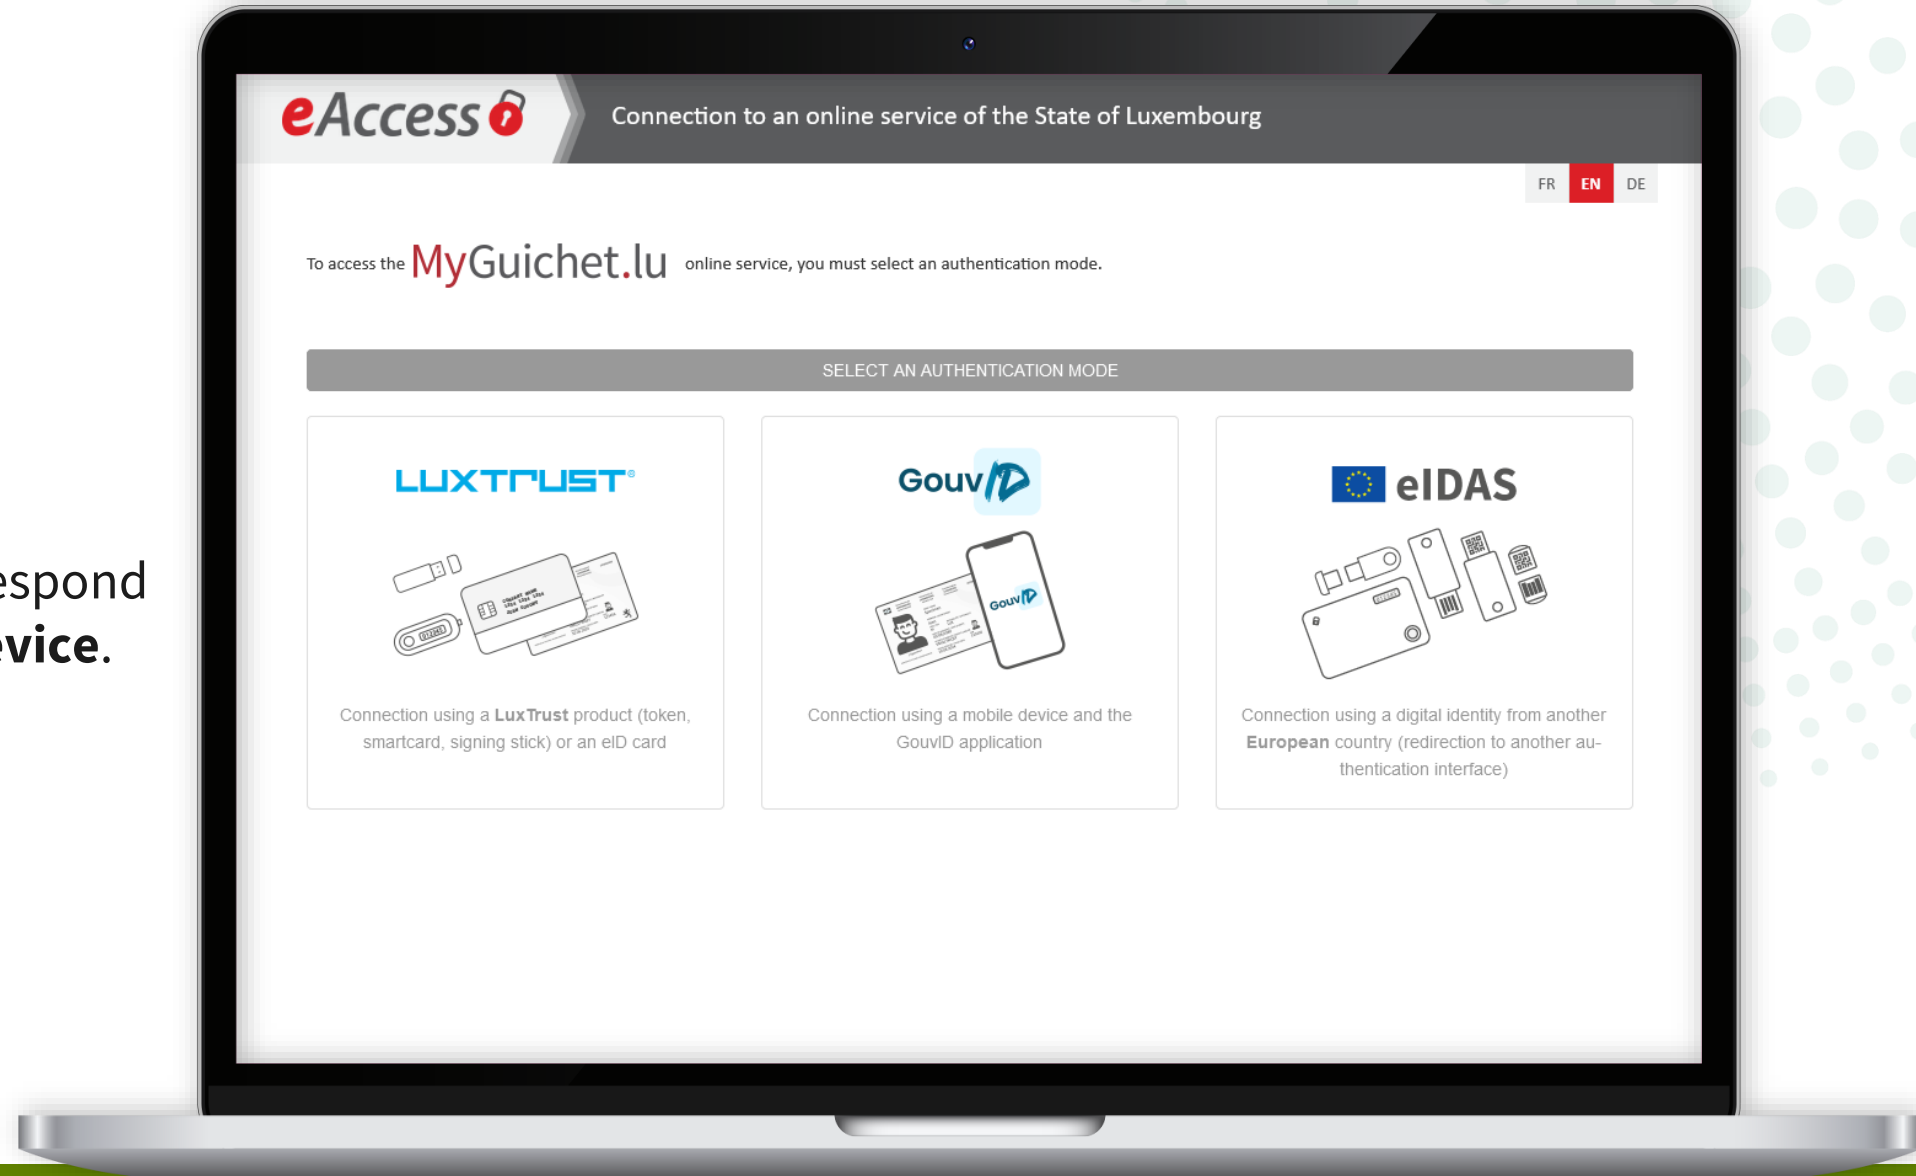 eAccess
Connection to an online service of the State of Luxembourg
FR EN DE
To access the MyGuichet.lu online service, you must select an authentication mode.
SELECT AN AUTHENTICATION MODE
LUXTRUST®
Connection using a LuxTrust product (token,
smartcard, signing stick) or an eID card
GouvID
GouvID
Connection using a mobile device and the
GouvID application
eIDAS
Connection using a digital identity from another
European country (redirection to another au-
thentication interface)
espond
evice.